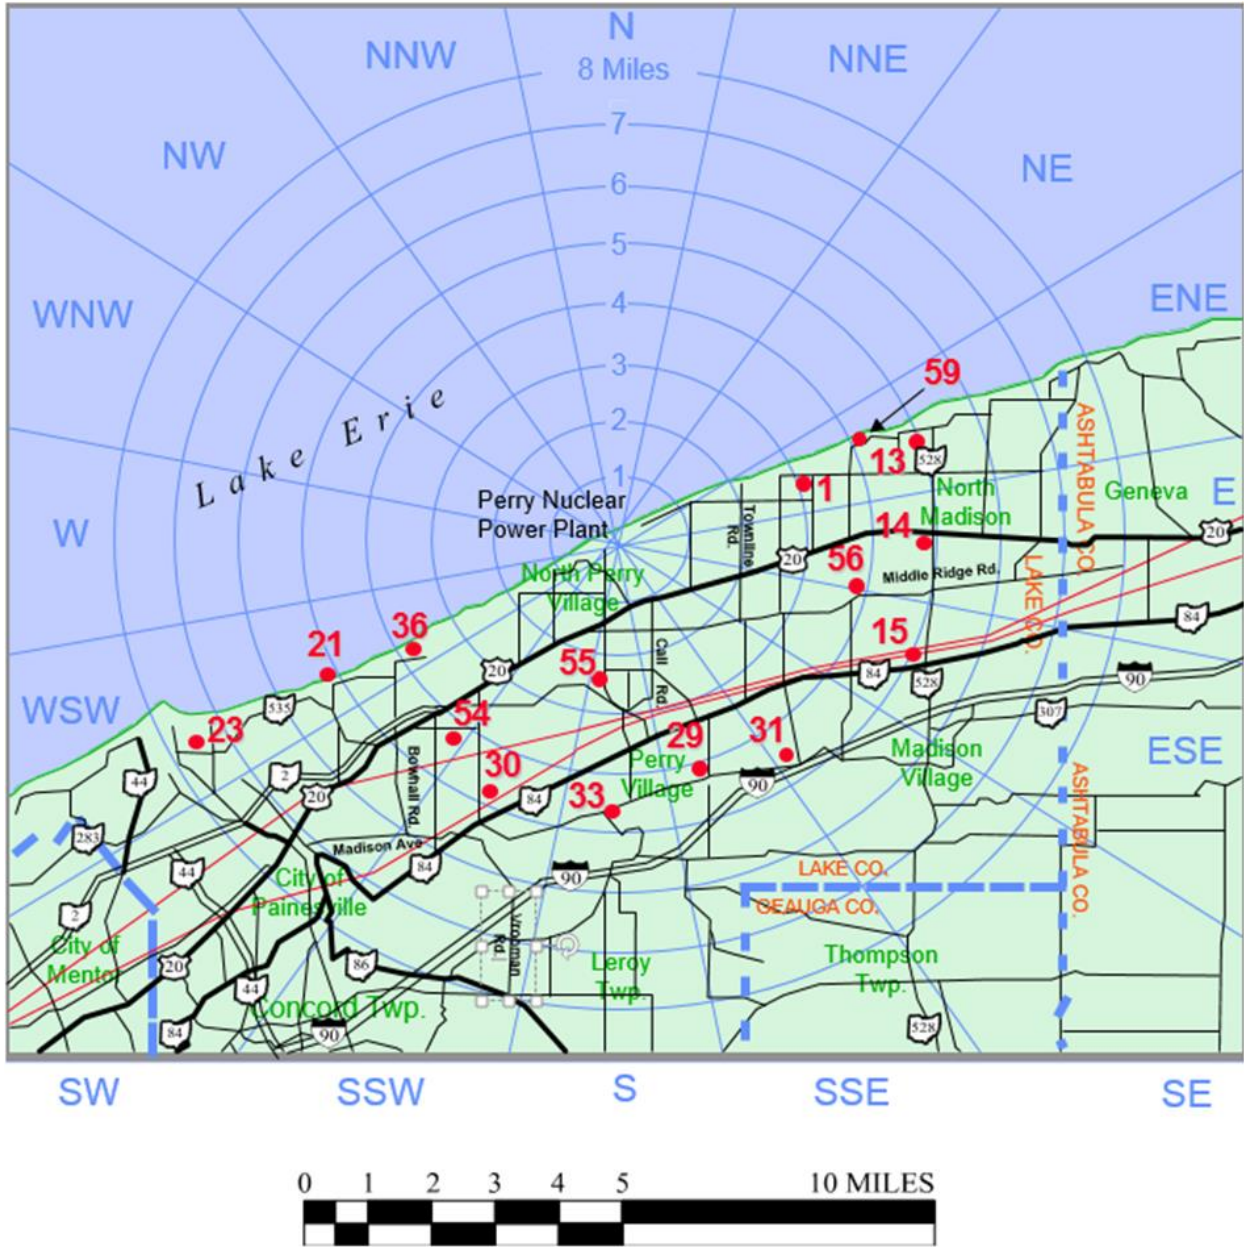 N
NNW
NNE
8 Miles
7
NW
NE
6
5
4
WNW
ENE
3
59
Lake Erie
2
13
528
1
1
Perry Nuclear
Power Plant
North
Madison
Geneva
E
W
14
Townline
Rd.
ASHTABULA CO.
20
20
56
Middle Ridge Rd.
North Perry
Village
LAKE CO.
84
21
36
15
Call Rd.
55
20
84
528
90
WSW
535
23
54
29
31
307
Madison
Village
ESE
Bowhall Rd.
30
Perry
Village
44
2
20
84
33
90
ASHTABULA CO.
283
Madison Ave
84
44
City of
Painesville
90
LAKE CO.
GEAUGA CO.
2
City of
Mentor
Vrooman
Rd.
20
86
Leroy
Twp.
Thompson
Twp.
44
Concord Twp.
84
90
528
SW
SSW
S
SSE
SE
0 1 2 3 4 5 10 MILES